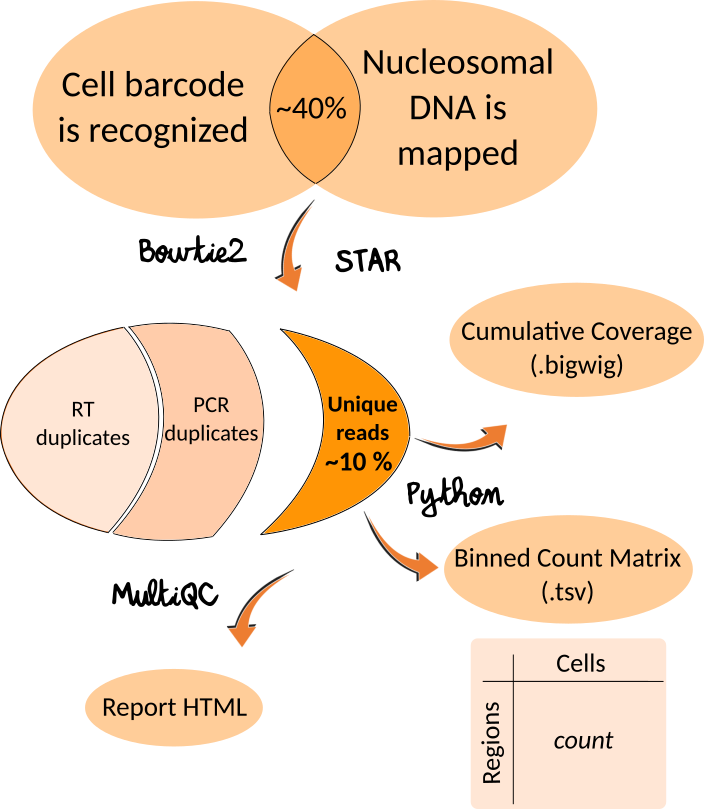 Cell barcode
is recognized
~40%
Nucleosomal
DNA is
mapped
Bowtie2
STAR
Cumulative Coverage
(.bigwig)
RT
duplicates
PCR
duplicates
Unique
reads
~10 %
Python
Binned Count Matrix
(.tsv)
MultiQC
Report HTML
Cells
Regions
count